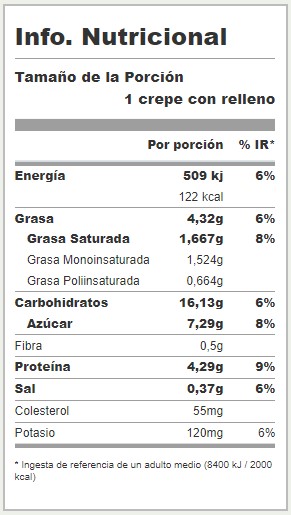 Info. Nutricional
Tamaño de la Porción
1 crepe con relleno
Por porción % IR*
Energía 509 kj 6%
122 kcal
Grasa 4,32g 6%
Grasa Saturada 1,667g 8%
Grasa Monoinsaturada 1,524g
Grasa Poliinsaturada 0,664g
Carbohidratos 16,13g 6%
Azúcar 7,29g 8%
Fibra 0,5g
Proteína 4,29g 9%
Sal 0,37g 6%
Colesterol 55mg
Potasio 120mg 6%
* Ingesta de referencia de un adulto medio (8400 kJ / 2000
kcal)